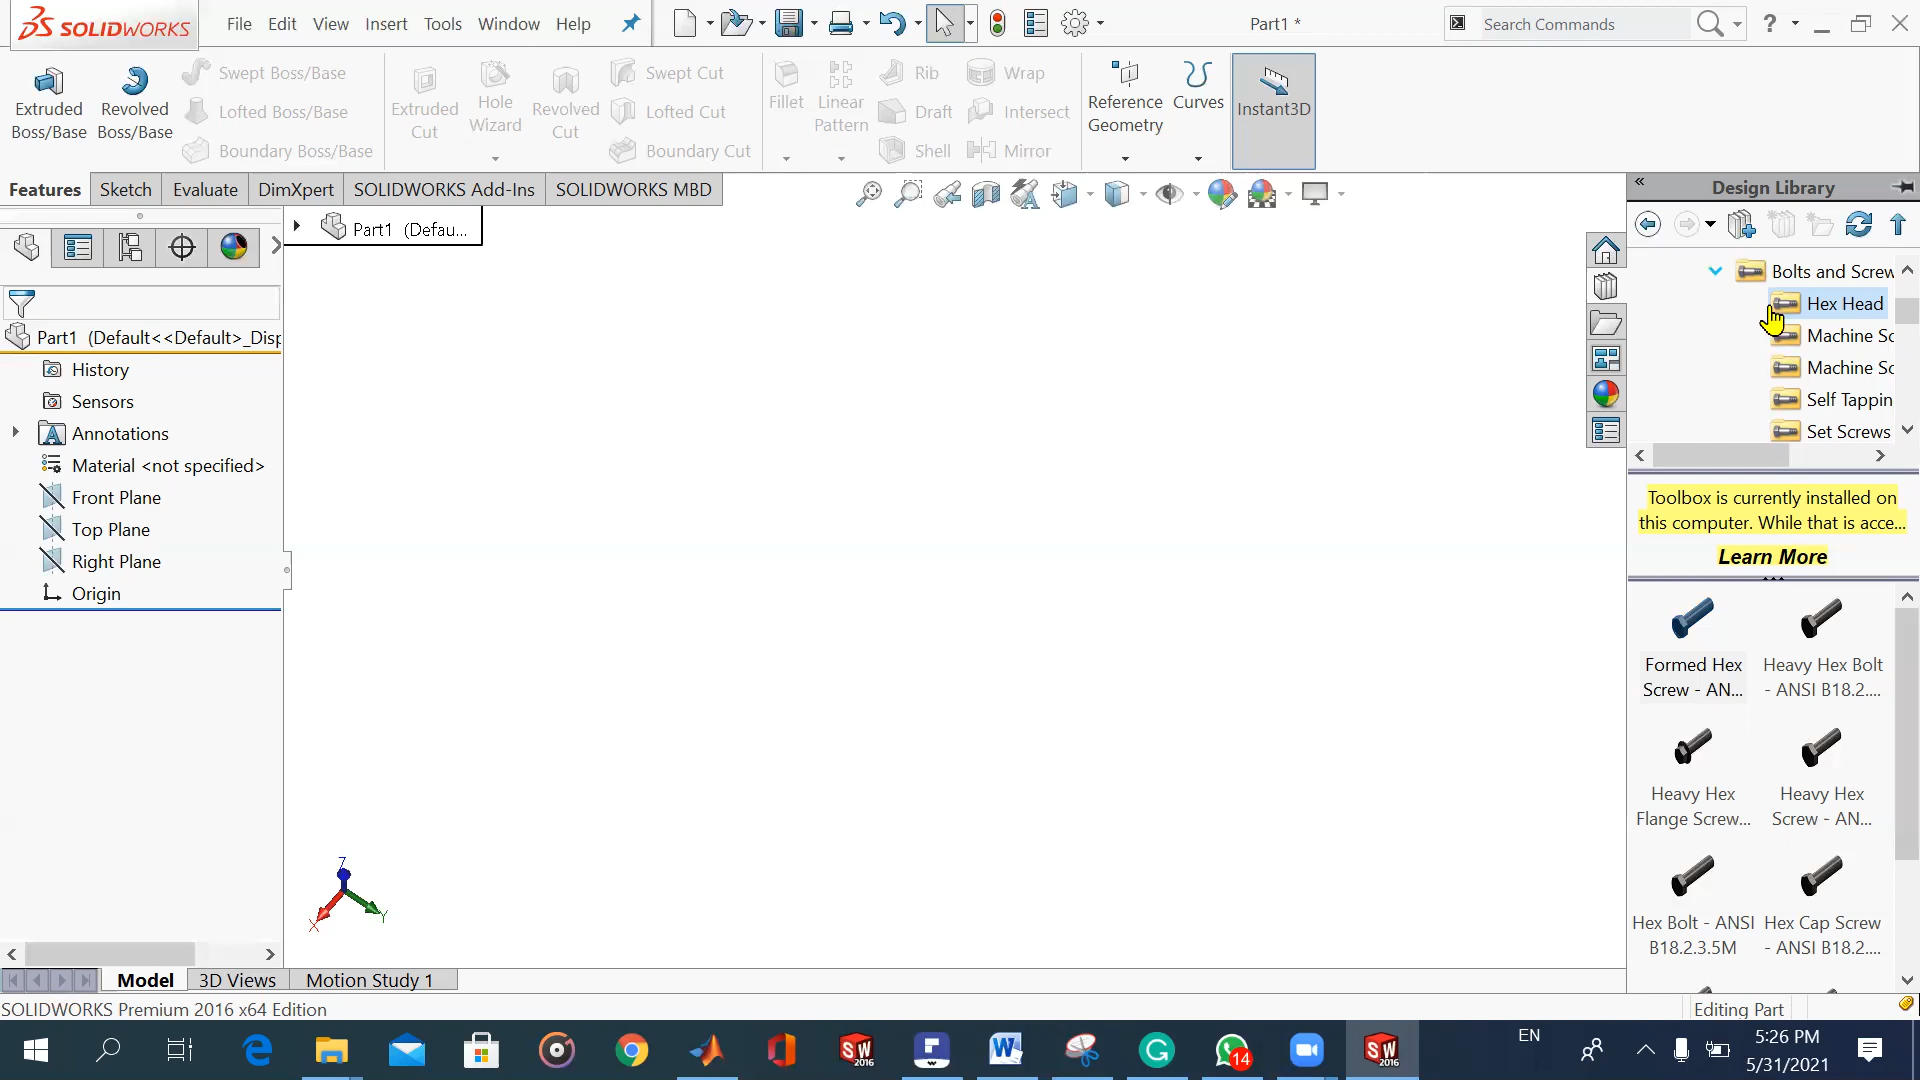 SOLIDWORKS
File Edit View Insert Tools Window Help
Part1 *
Search Commands
Extruded Boss/Base
Revolved Boss/Base
Swept Boss/Base
Lofted Boss/Base
Boundary Boss/Base
Extruded Cut
Hole Wizard
Revolved Cut
Swept Cut
Lofted Cut
Boundary Cut
Fillet
Linear Pattern
Rib
Draft
Shell
Wrap
Intersect
Mirror
Reference Geometry
Curves
Instant3D
Features Sketch Evaluate DimXpert SOLIDWORKS Add-Ins SOLIDWORKS MBD
Part1 (Defau...
Part1 (Default<<Default>_Disp
History
Sensors
Annotations
Material <not specified>
Front Plane
Top Plane
Right Plane
Origin
Z
X
Y
Design Library
Bolts and Screw
Hex Head
Machine Sc
Machine Sc
Self Tappin
Set Screws
Toolbox is currently installed on
this computer. While that is acce...
Learn More
Formed Hex
Screw - AN...
Heavy Hex Bolt
- ANSI B18.2....
Heavy Hex
Flange Screw...
Heavy Hex
Screw - AN...
Hex Bolt - ANSI
B18.2.3.5M
Hex Cap Screw
- ANSI B18.2....
Model 3D Views Motion Study 1
SOLIDWORKS Premium 2016 x64 Edition
Editing Part
SW
2016
W
14
SW
2016
EN
5:26 PM
5/31/2021